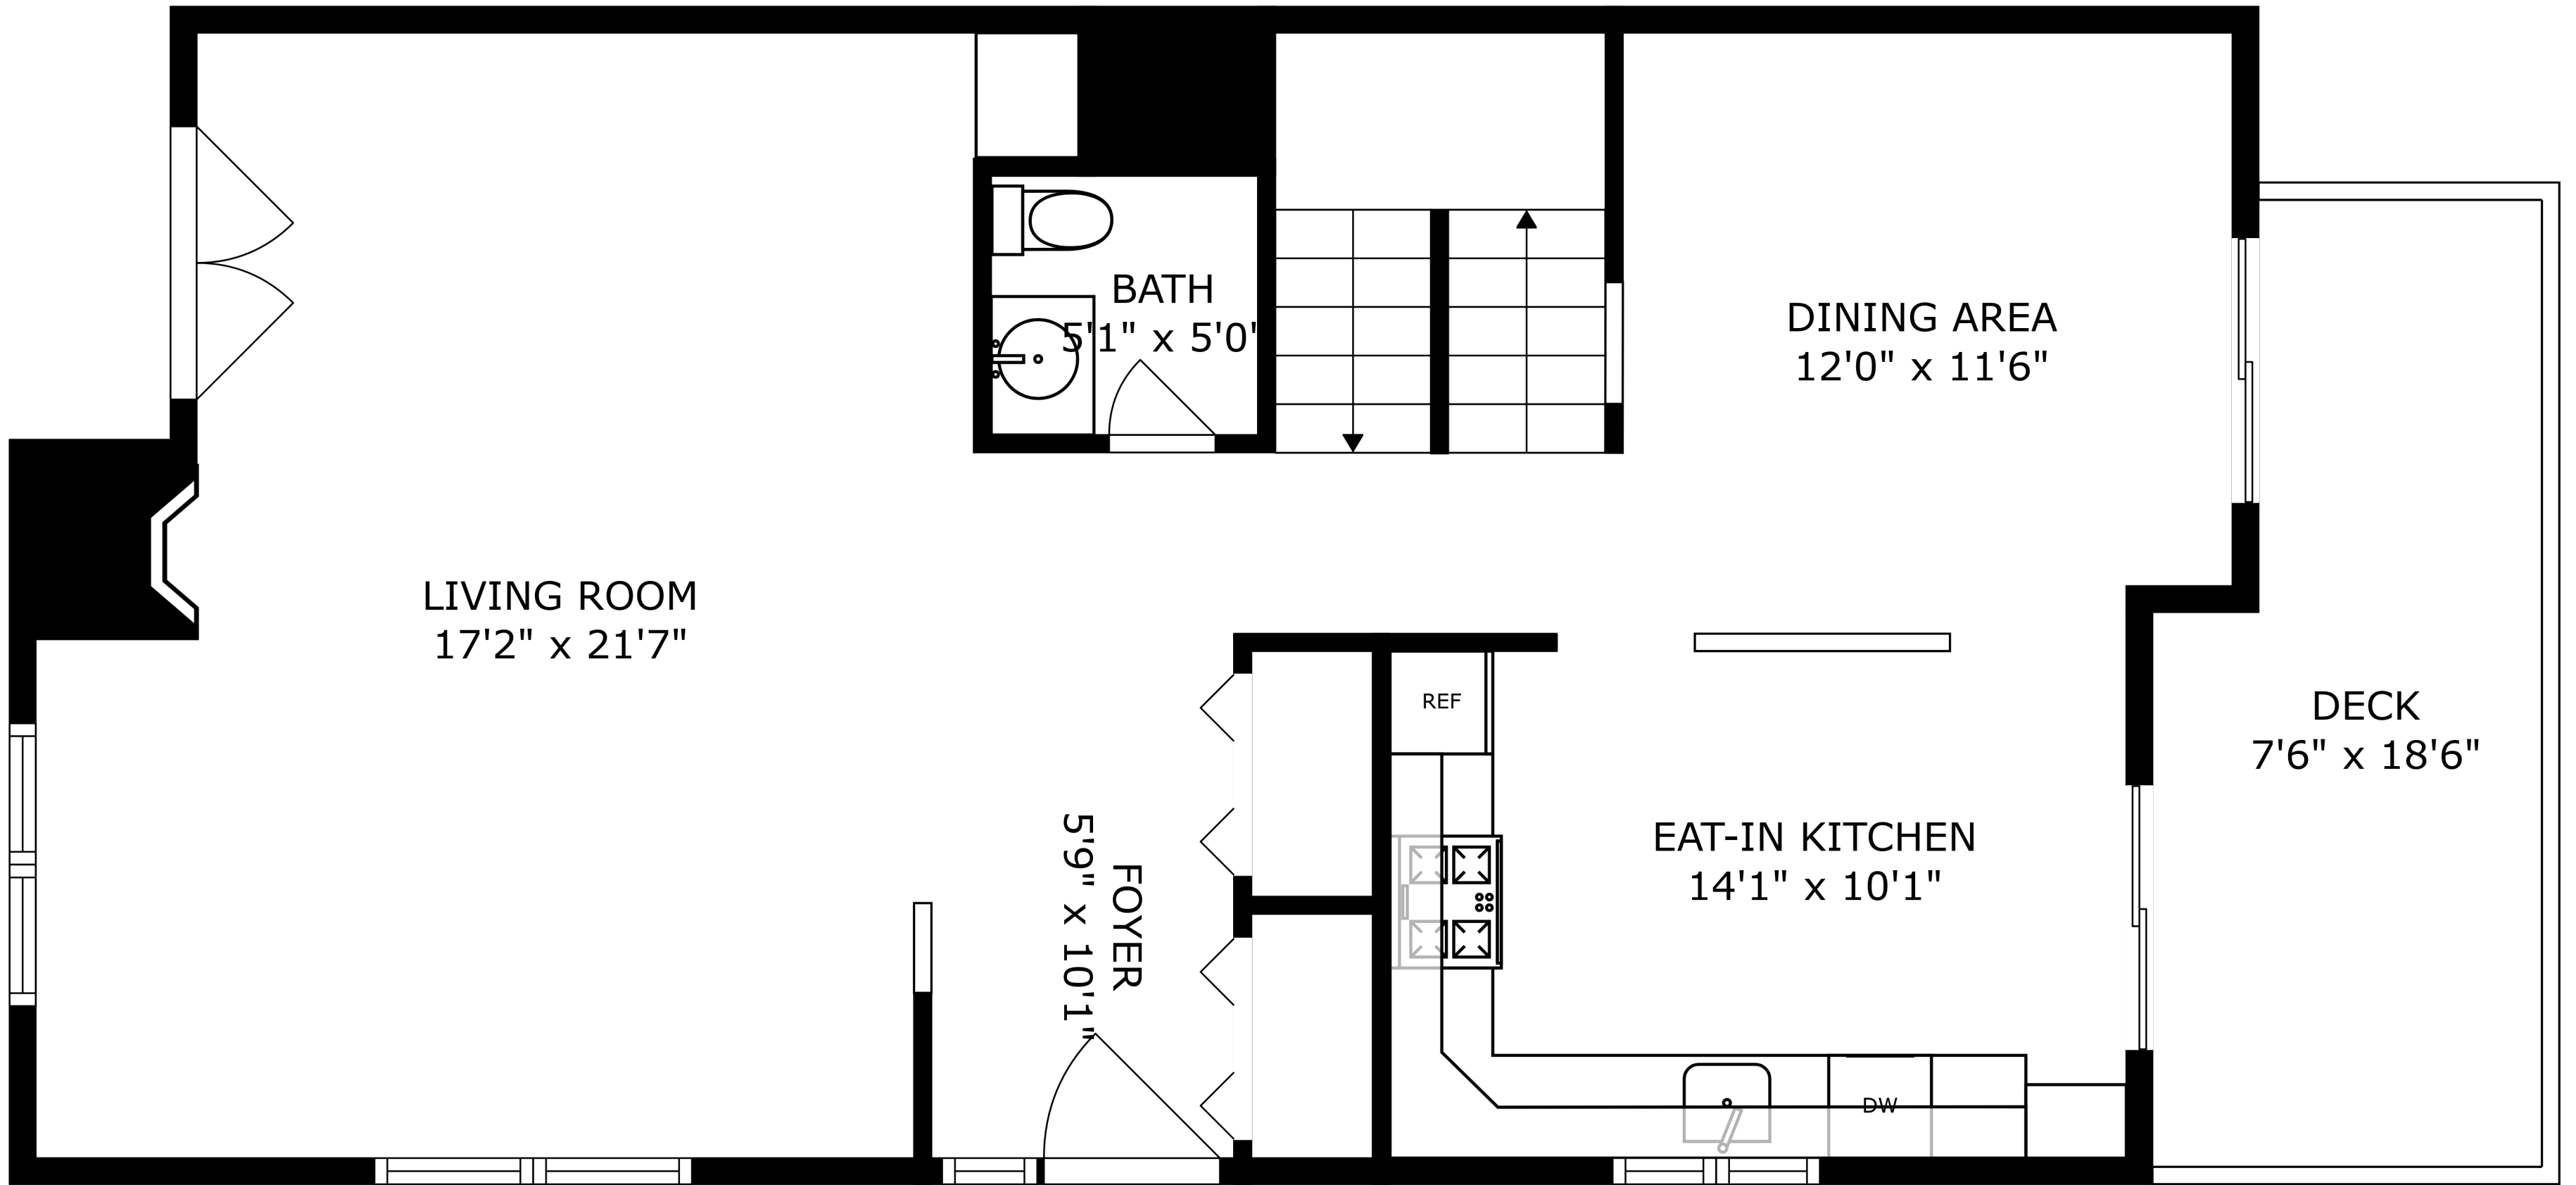 BATH
5'1" x 5'0"
DINING AREA
12'0" x 11'6"
LIVING ROOM
17'2" x 21'7"
REF
DECK
7'6" x 18'6"
FOYER
5'9" x 10'1"
EAT-IN KITCHEN
14'1" x 10'1"
DW